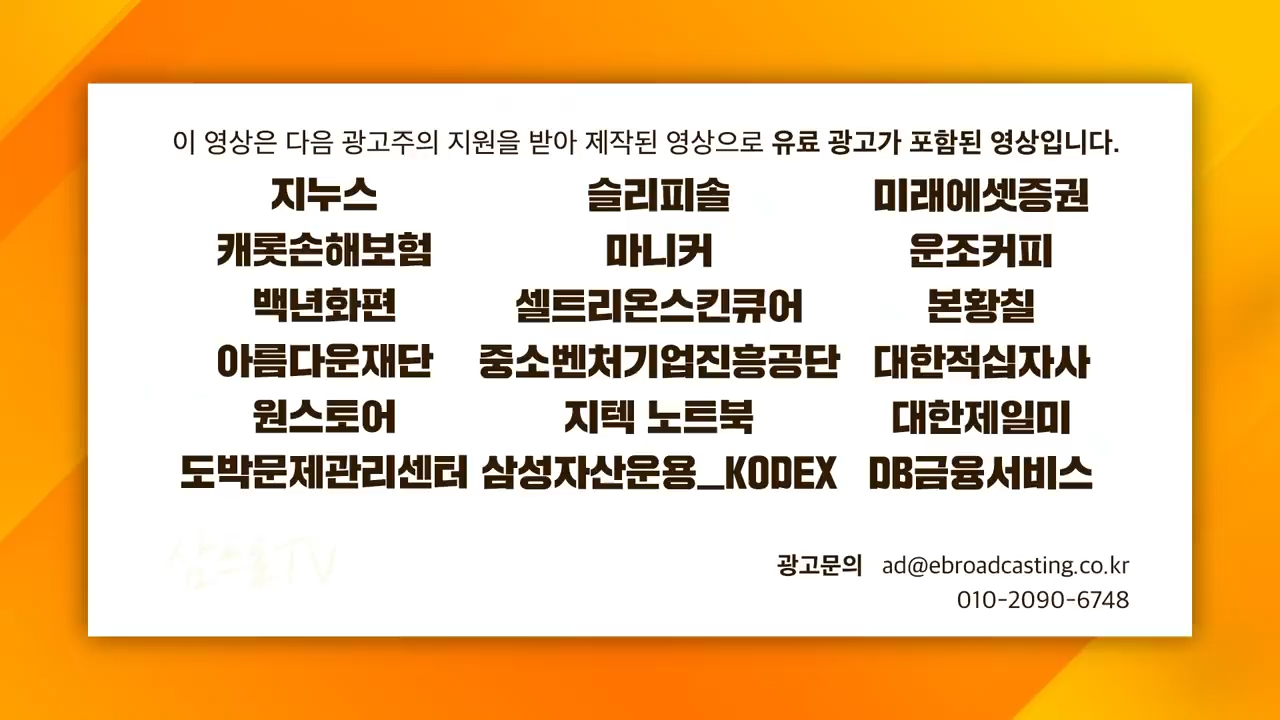 이 영상은 다음 광고주의 지원을 받아 제작된 영상으로 유료 광고가 포함된 영상입니다.
지누스 슬리피솔 미래에셋증권
캐롯손해보험 마니커 운조커피
백년화편 셀트리온스킨큐어 본황칠
아름다운재단 중소벤처기업진흥공단 대한적십자사
원스토어 지텍 노트북 대한제일미
도박문제관리센터 삼성자산운용_KODEX DB금융서비스
광고문의 ad@ebroadcasting.co.kr
010-2090-6748